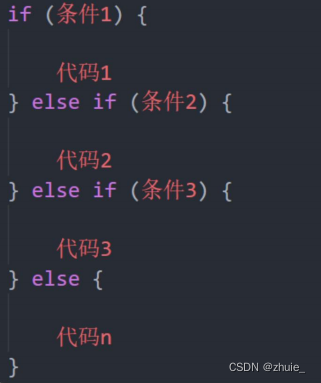 if (条件1) {
代码1
} else if (条件2) {
代码2
} else if (条件3) {
代码3
} else {
代码n
}
CSDN @zhuie_